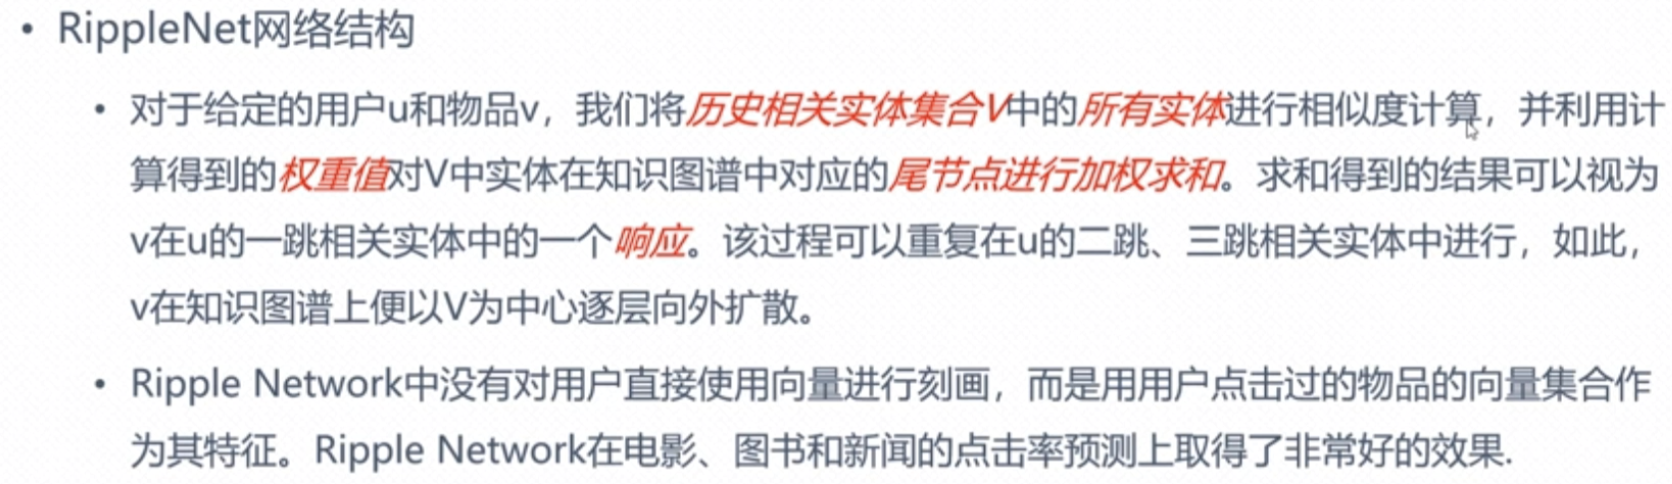 • RippleNet网络结构
• 对于给定的用户u和物品v，我们将历史相关实体集合V中的所有实体进行相似度计算，并利用计
算得到的权重值对V中实体在知识图谱中对应的尾节点进行加权求和。求和得到的结果可以视为
v在u的一跳相关实体中的一个响应。该过程可以重复在u的二跳、三跳相关实体中进行，如此，
v在知识图谱上便以V为中心逐层向外扩散。
• Ripple Network中没有对用户直接使用向量进行刻画，而是用用户点击过的物品的向量集合作
为其特征。Ripple Network在电影、图书和新闻的点击率预测上取得了非常好的效果.